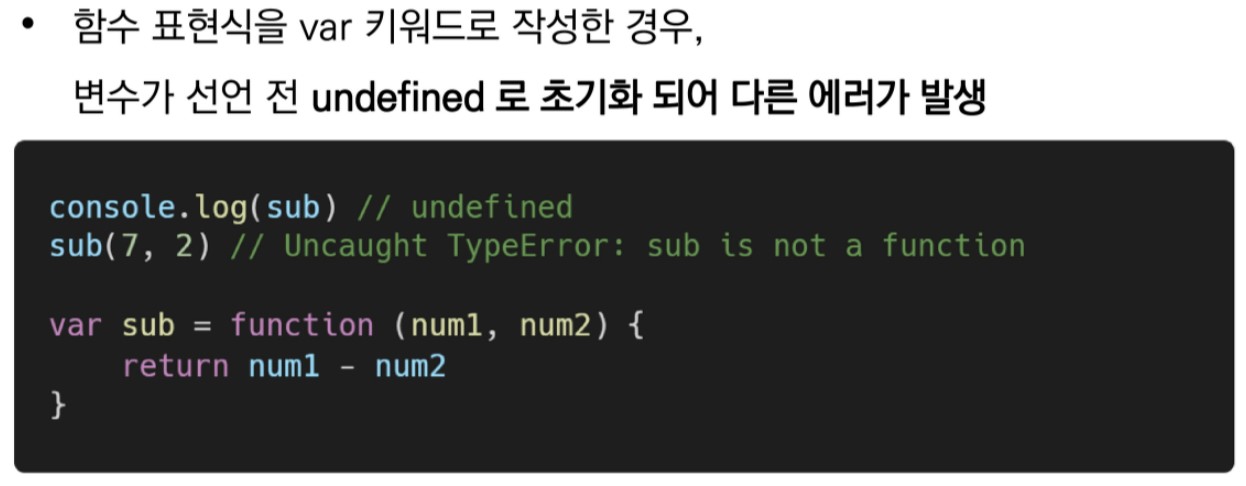 • 함수 표현식을 var 키워드로 작성한 경우,
변수가 선언 전 undefined 로 초기화 되어 다른 에러가 발생
console.log(sub) // undefined
sub(7, 2) // Uncaught TypeError: sub is not a function
var sub = function (num1, num2) {
    return num1 - num2
}